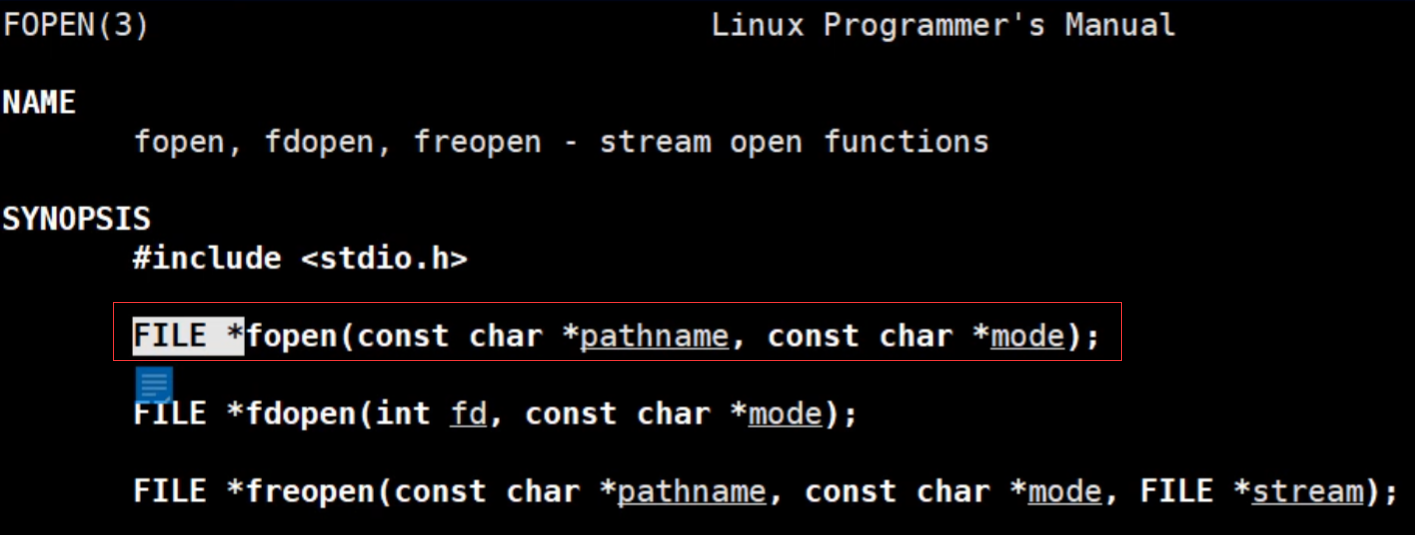 FOPEN(3) Linux Programmer's Manual
NAME
fopen, fdopen, freopen - stream open functions
SYNOPSIS
#include <stdio.h>
FILE *fopen(const char *pathname, const char *mode);
FILE *fdopen(int fd, const char *mode);
FILE *freopen(const char *pathname, const char *mode, FILE *stream);